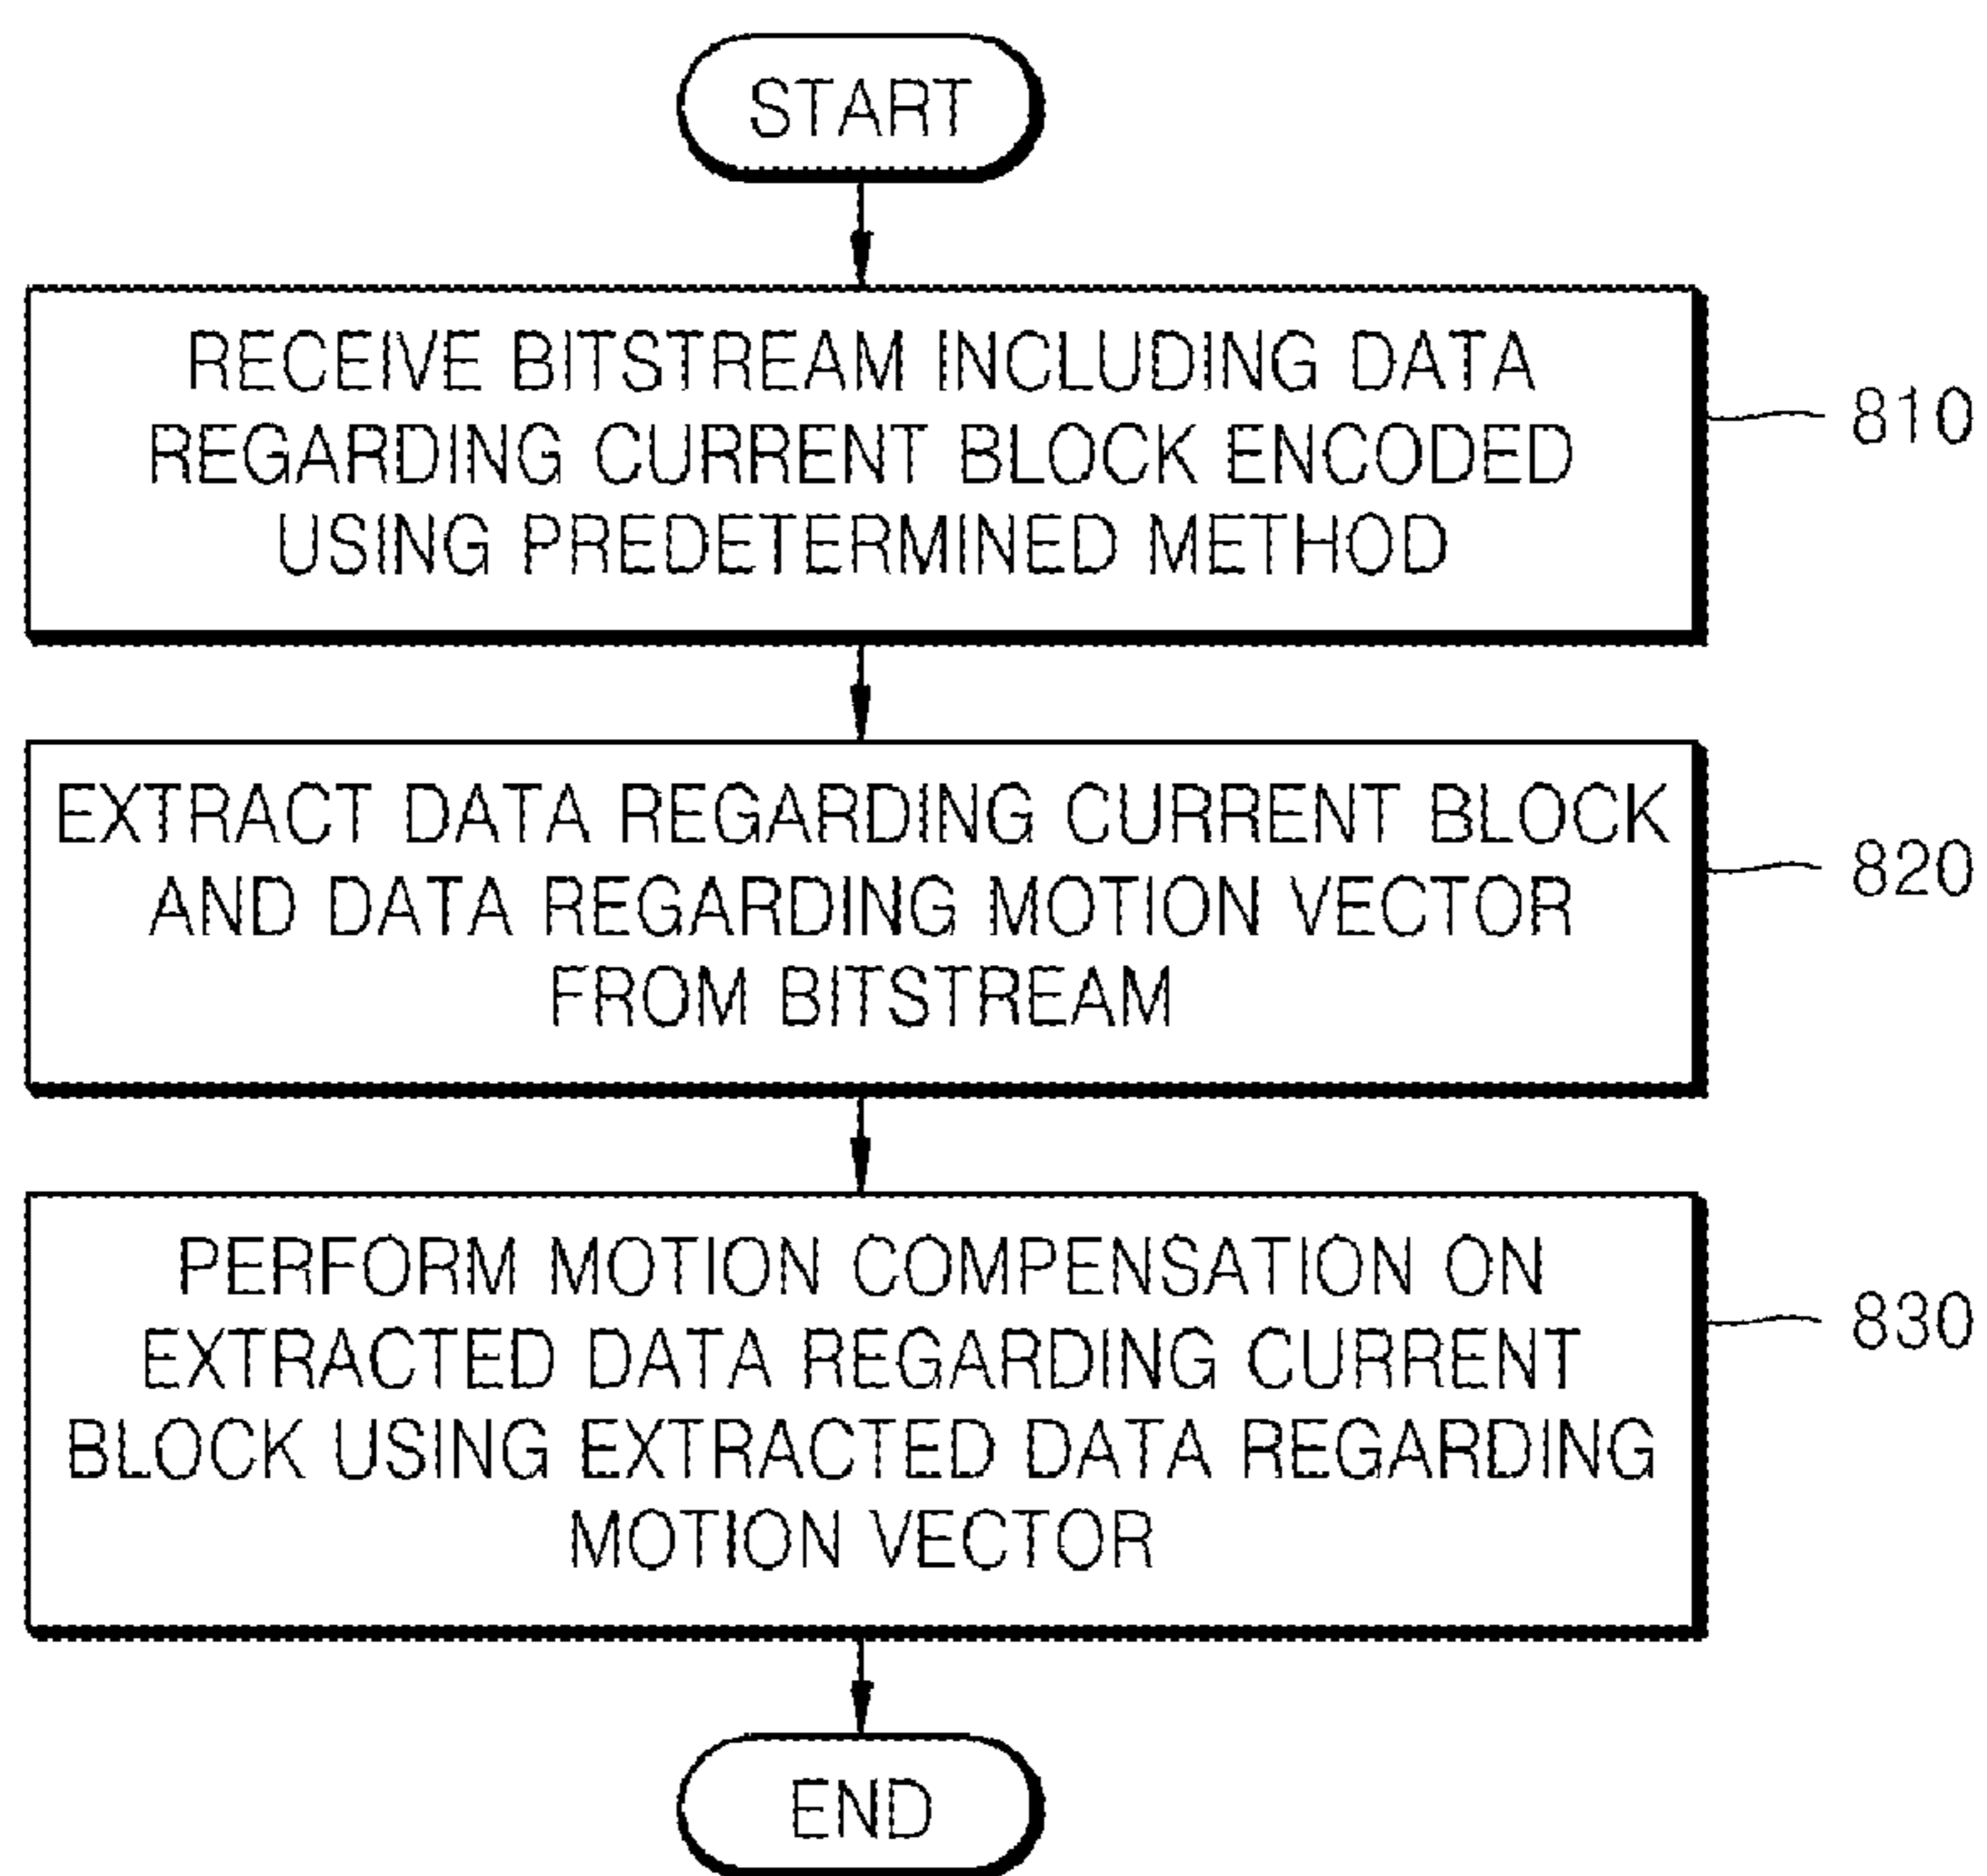 START
RECEIVE BITSTREAM INCLUDING DATA
REGARDING CURRENT BLOCK ENCODED
USING PREDETERMINED METHOD
810
EXTRACT DATA REGARDING CURRENT BLOCK
AND DATA REGARDING MOTION VECTOR
FROM BITSTREAM
820
PERFORM MOTION COMPENSATION ON
EXTRACTED DATA REGARDING CURRENT
BLOCK USING EXTRACTED DATA REGARDING
MOTION VECTOR
830
END